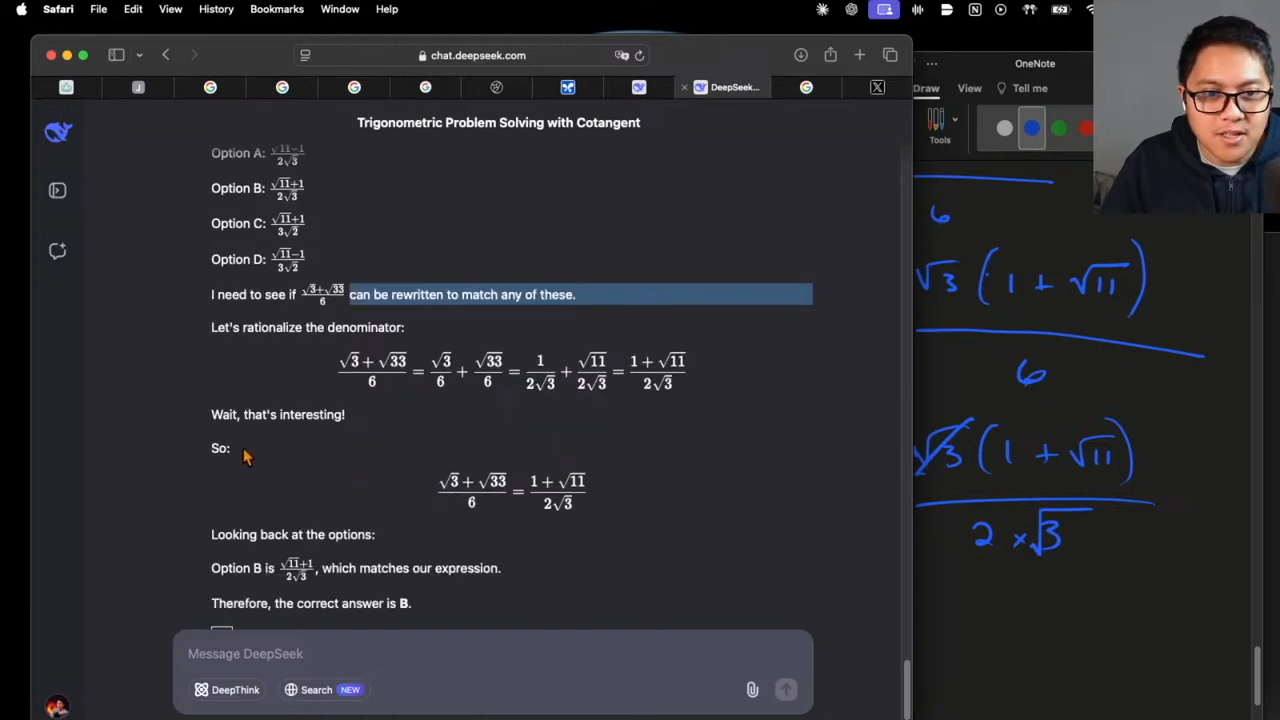 Safari File Edit View History Bookmarks Window Help
chat.deepseek.com
DeepSeek...
OneNote
Draw View Tell me
Tools
Trigonometric Problem Solving with Cotangent
Option A: (√11−1)/(2√3)
Option B: (√11+1)/(2√3)
Option C: (√11+1)/(3√2)
Option D: (√11−1)/(3√2)
I need to see if (√3+√33)/6 can be rewritten to match any of these.
Let's rationalize the denominator:
(√3 + √33)/6 = √3/6 + √33/6 = 1/(2√3) + √11/(2√3) = (1 + √11)/(2√3)
Wait, that's interesting!
So:
(√3 + √33)/6 = (1 + √11)/(2√3)
Looking back at the options:
Option B is (√11+1)/(2√3), which matches our expression.
Therefore, the correct answer is B.
Message DeepSeek
DeepThink Search NEW
6
√3 (1 + √11)
6
√3 (1 + √11)
2 × √3